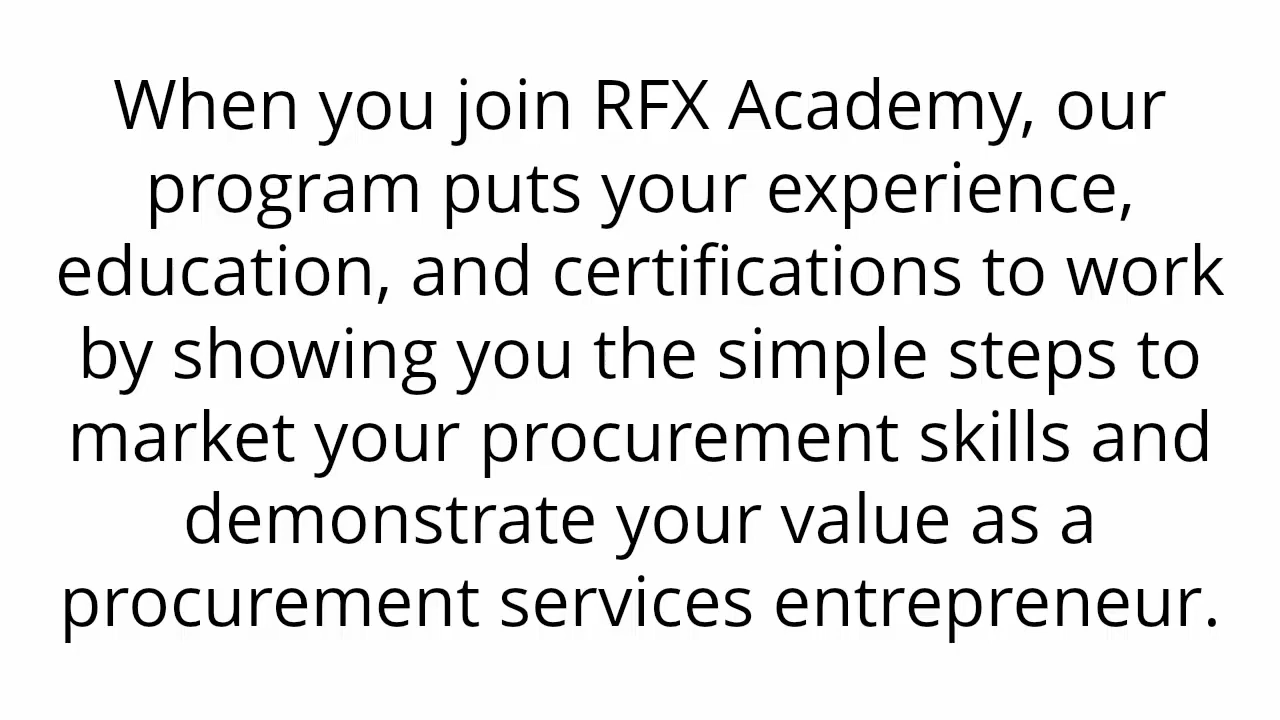 When you join RFX Academy, our
program puts your experience,
education, and certifications to work
by showing you the simple steps to
market your procurement skills and
demonstrate your value as a
procurement services entrepreneur.